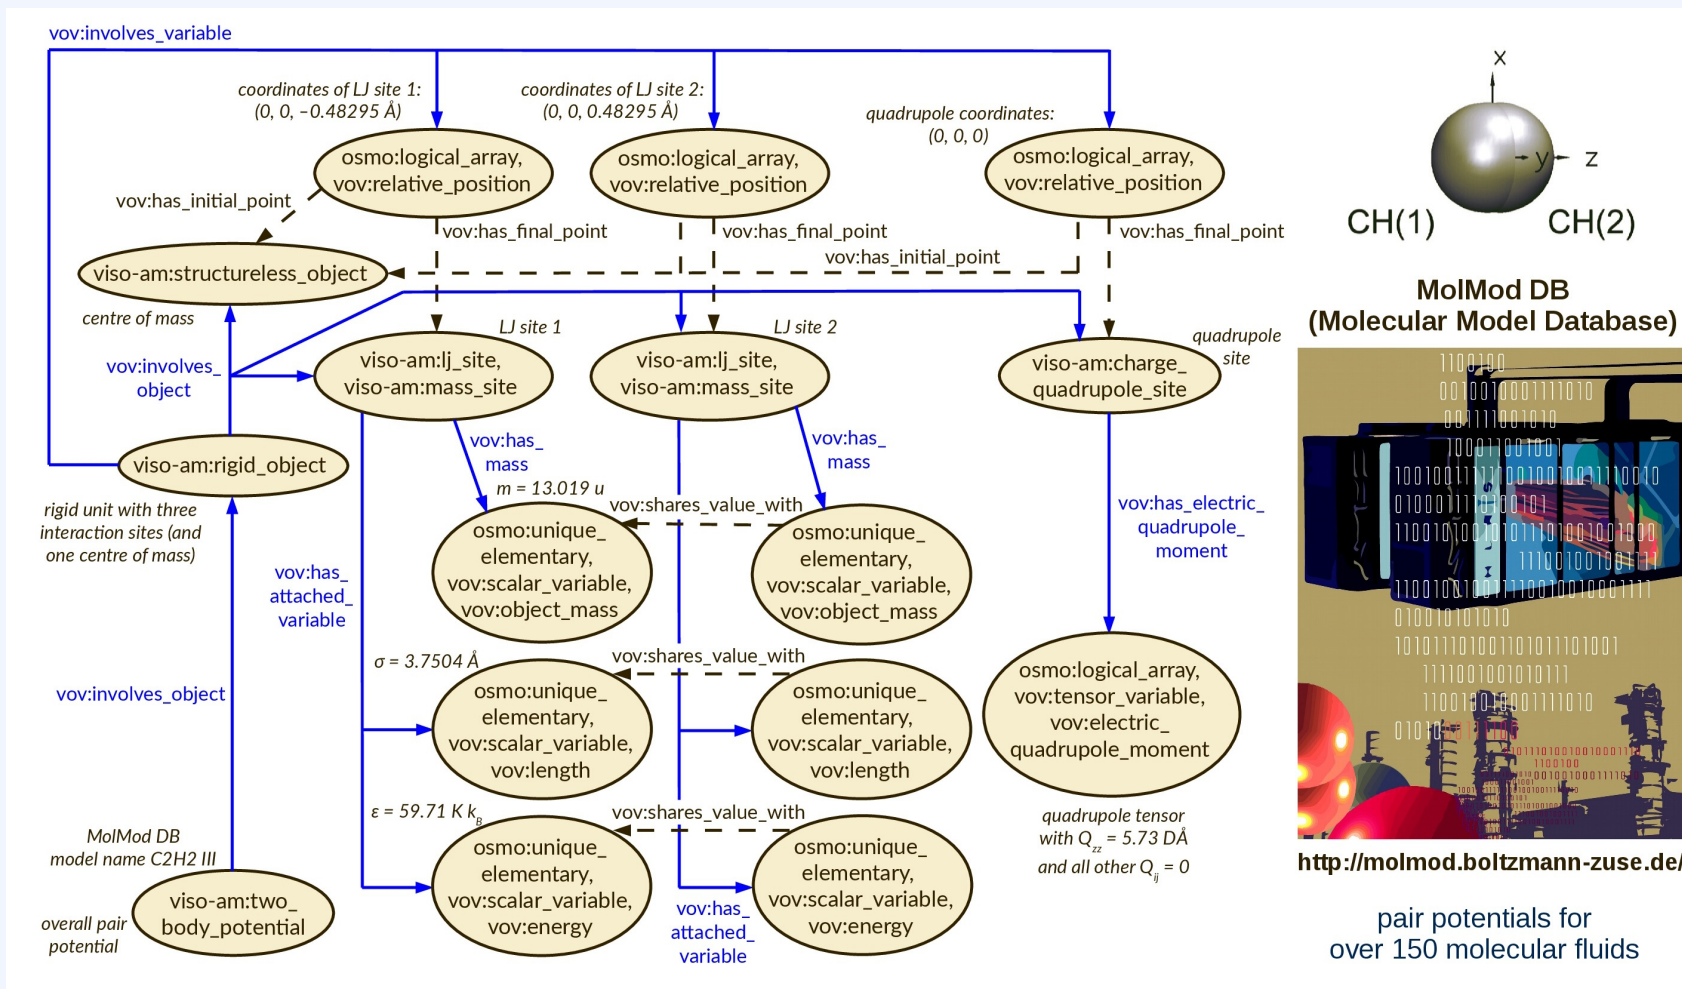 vov:involves_variable
coordinates of LJ site 1:
(0, 0, –0.48295 Å)
coordinates of LJ site 2:
(0, 0, 0.48295 Å)
quadrupole coordinates:
(0, 0, 0)
osmo:logical_array,
vov:relative_position
osmo:logical_array,
vov:relative_position
osmo:logical_array,
vov:relative_position
vov:has_initial_point
vov:has_final_point
vov:has_final_point
vov:has_final_point
vov:has_initial_point
viso-am:structureless_object
centre of mass
LJ site 1
LJ site 2
quadrupole
site
vov:involves_
object
viso-am:lj_site,
viso-am:mass_site
viso-am:lj_site,
viso-am:mass_site
viso-am:charge_
quadrupole_site
viso-am:rigid_object
rigid unit with three
interaction sites (and
one centre of mass)
vov:has_
mass
vov:has_
mass
m = 13.019 u
vov:shares_value_with
osmo:unique_
elementary,
vov:scalar_variable,
vov:object_mass
osmo:unique_
elementary,
vov:scalar_variable,
vov:object_mass
vov:has_electric_
quadrupole_
moment
vov:has_
attached_
variable
σ = 3.7504 Å
vov:shares_value_with
osmo:unique_
elementary,
vov:scalar_variable,
vov:length
osmo:unique_
elementary,
vov:scalar_variable,
vov:length
osmo:logical_array,
vov:tensor_variable,
vov:electric_
quadrupole_moment
vov:involves_object
ε = 59.71 K kB
vov:shares_value_with
osmo:unique_
elementary,
vov:scalar_variable,
vov:energy
osmo:unique_
elementary,
vov:scalar_variable,
vov:energy
quadrupole tensor
with Qzz = 5.73 DÅ
and all other Qij = 0
MolMod DB
model name C2H2 III
viso-am:two_
body_potential
overall pair
potential
vov:has_
attached_
variable
x
y
z
CH(1)
CH(2)
MolMod DB
(Molecular Model Database)
http://molmod.boltzmann-zuse.de/
pair potentials for
over 150 molecular fluids